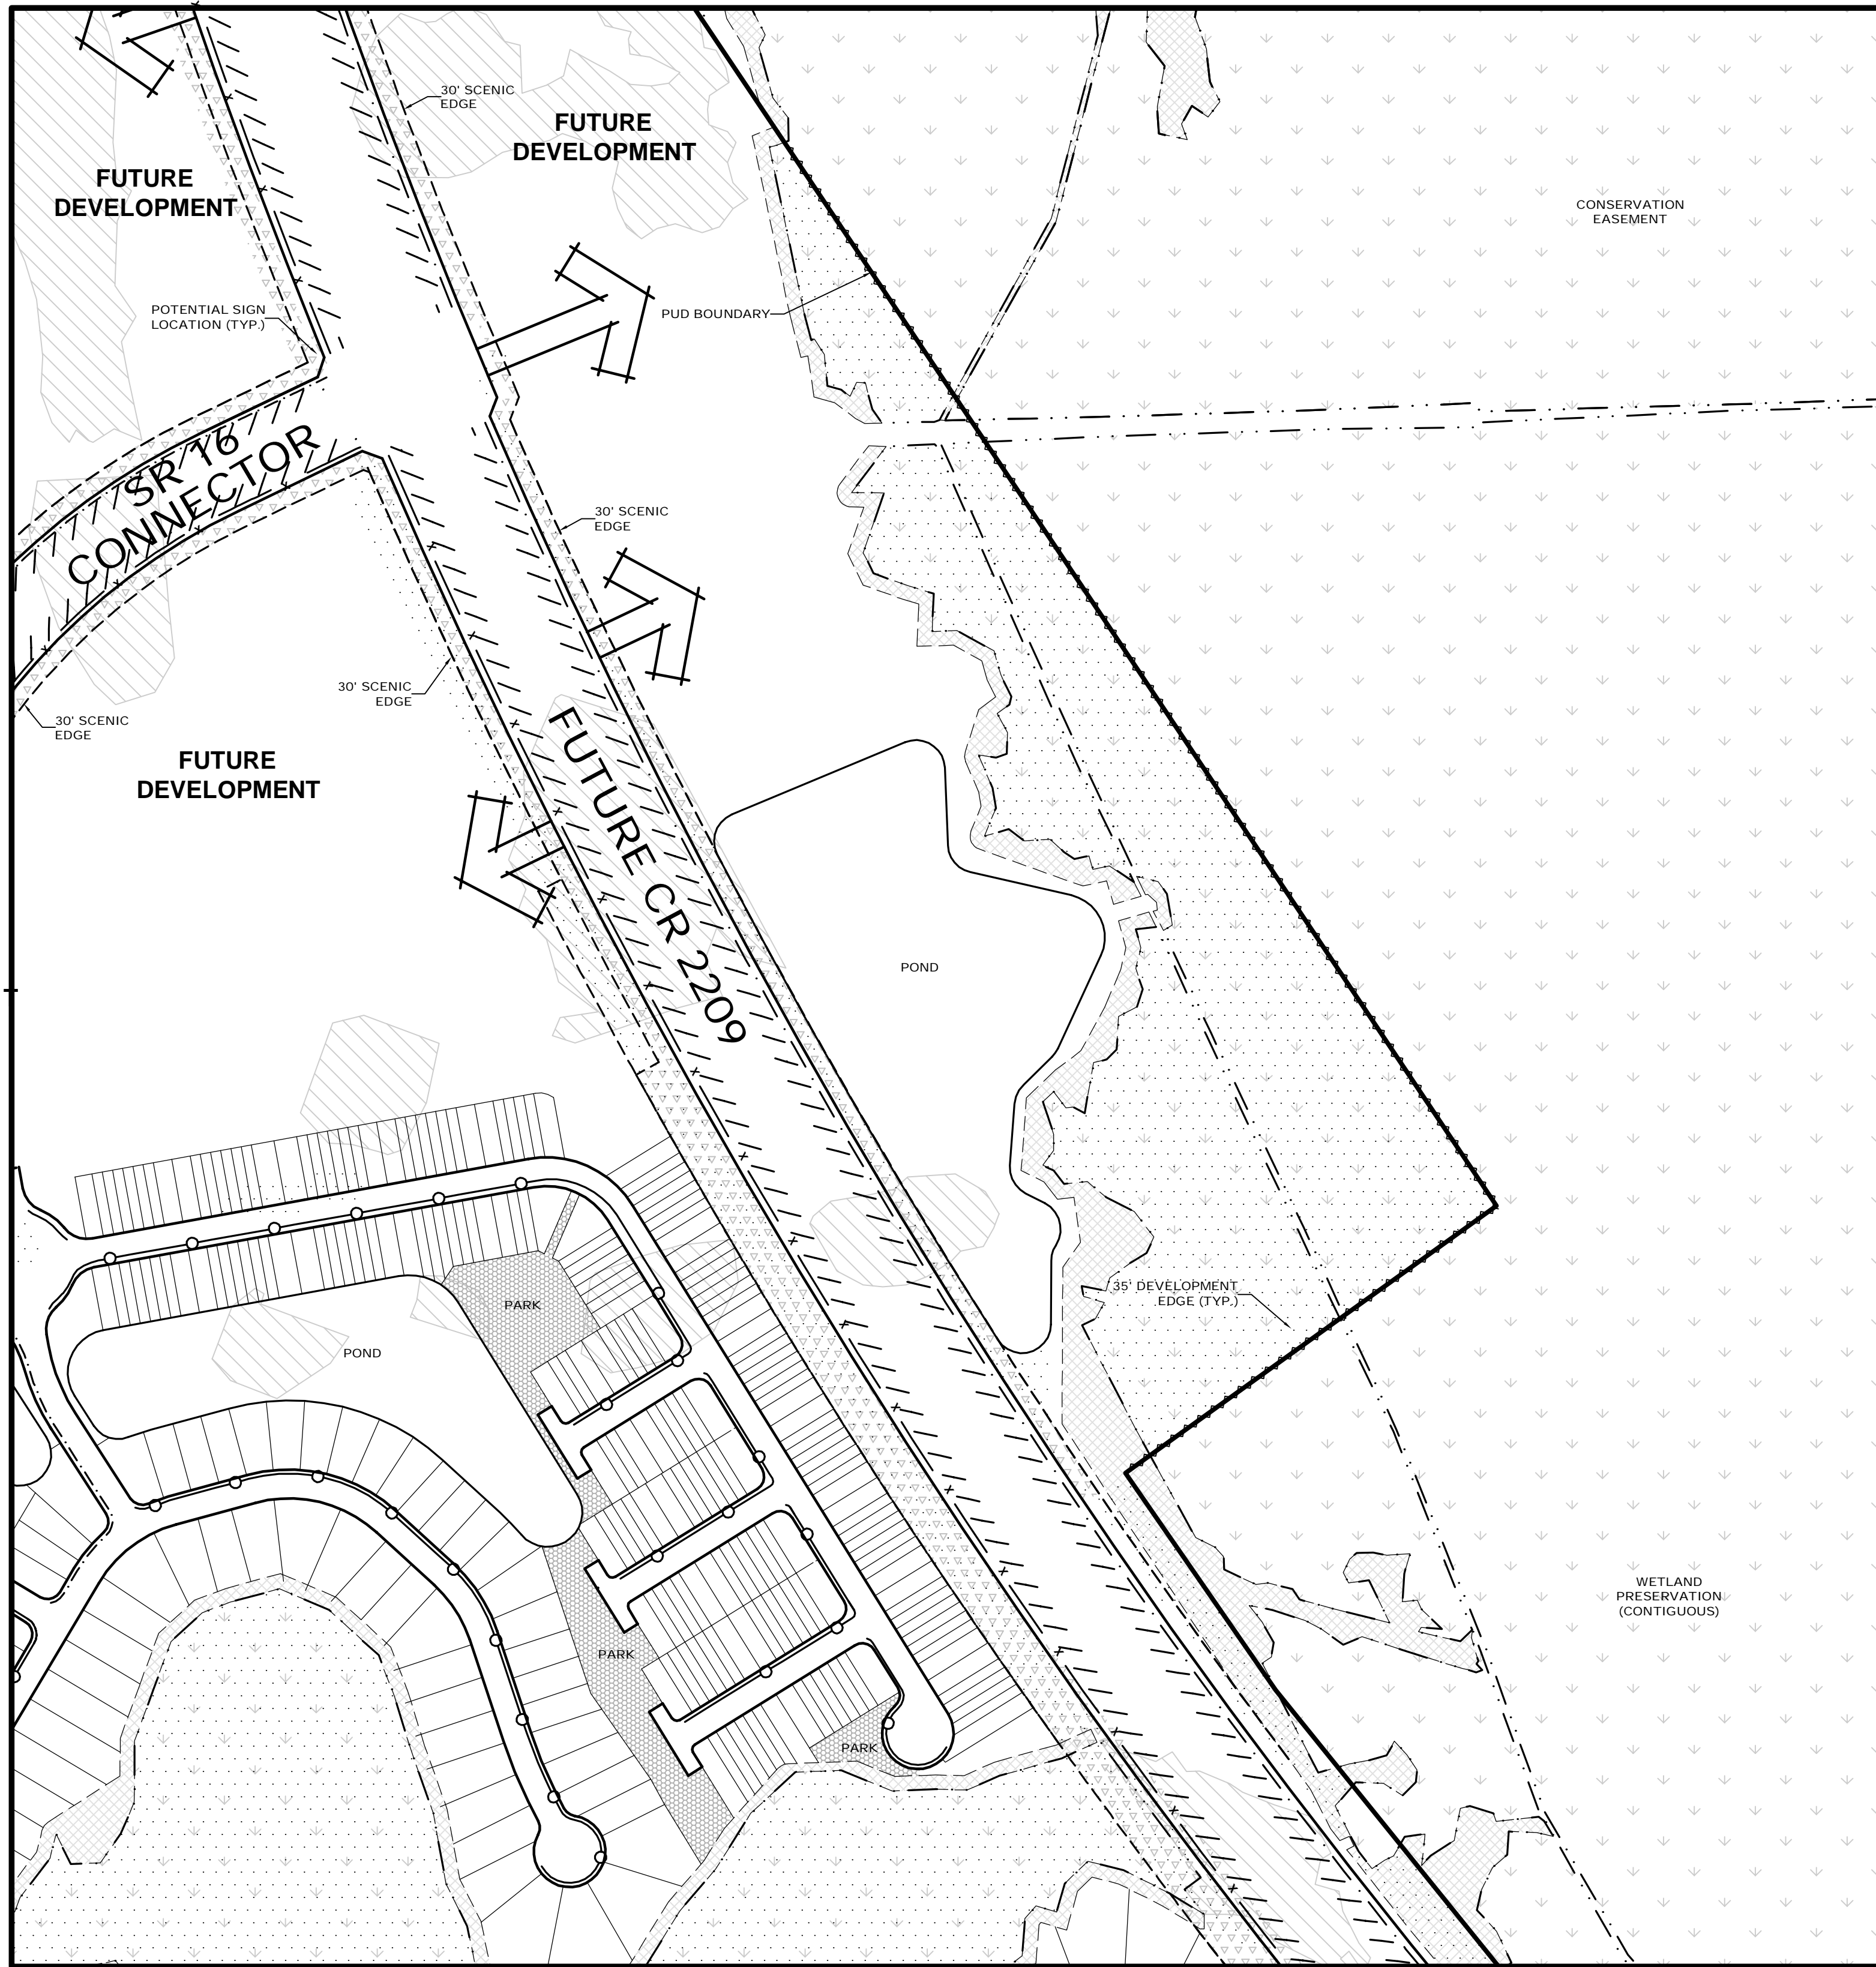 30' SCENIC
EDGE
FUTURE
DEVELOPMENT
FUTURE
DEVELOPMENT
CONSERVATION
EASEMENT
POTENTIAL SIGN
LOCATION (TYP.)
PUD BOUNDARY
SR 16
CONNECTOR
30' SCENIC
EDGE
30' SCENIC
EDGE
30' SCENIC
EDGE
FUTURE
DEVELOPMENT
FUTURE CR 2209
POND
35' DEVELOPMENT
EDGE (TYP.)
PARK
POND
WETLAND
PRESERVATION
(CONTIGUOUS)
PARK
PARK